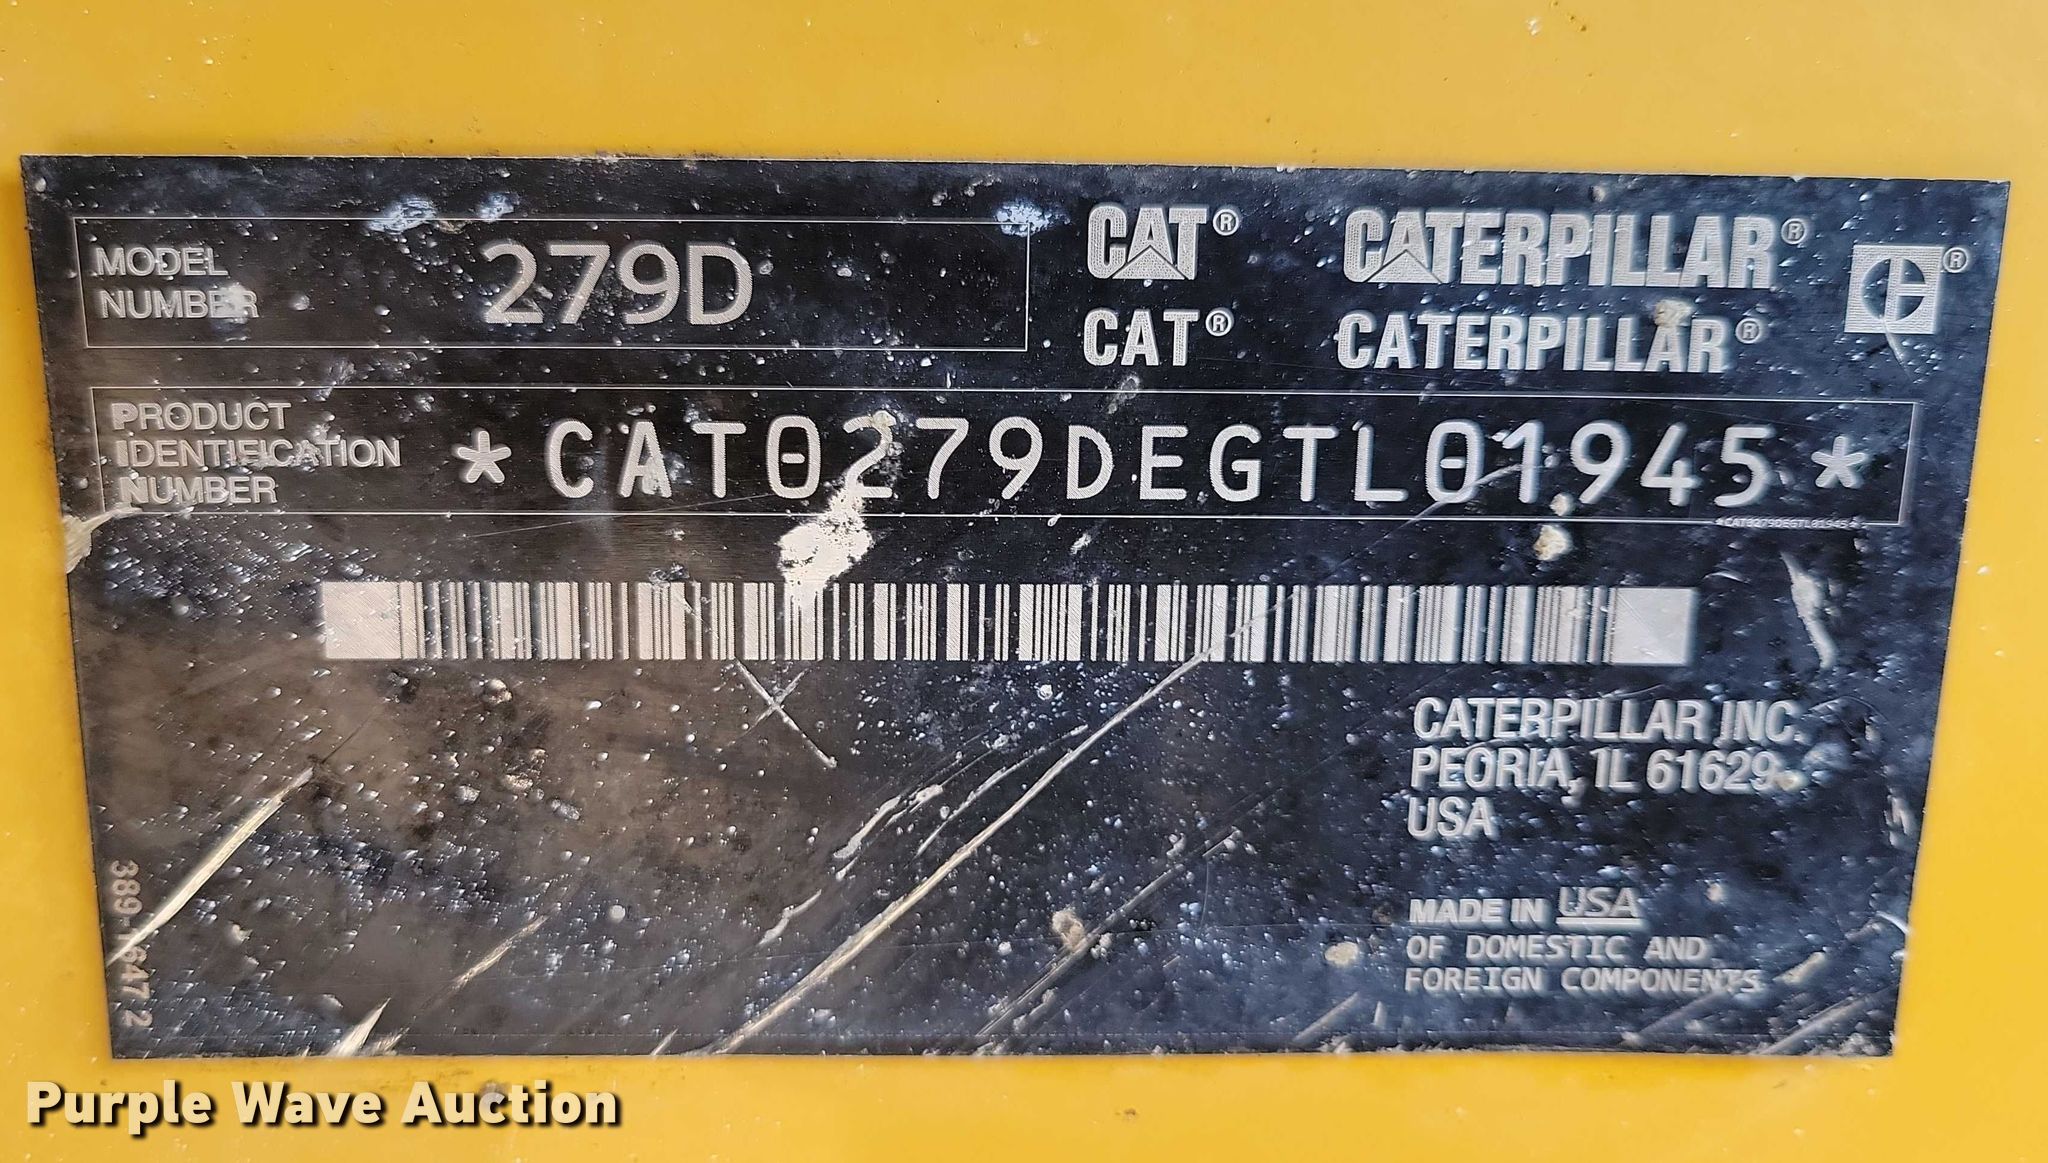 MODEL
NUMBER
279D
CAT® CATERPILLAR®
CAT® CATERPILLAR®
PRODUCT
IDENTIFICATION
NUMBER
*CAT0279DEGTL01945*
*CAT0279DEGTL01945*
CATERPILLAR INC.
PEORIA, IL 61629
USA
MADE IN USA
OF DOMESTIC AND
FOREIGN COMPONENTS
Purple Wave Auction